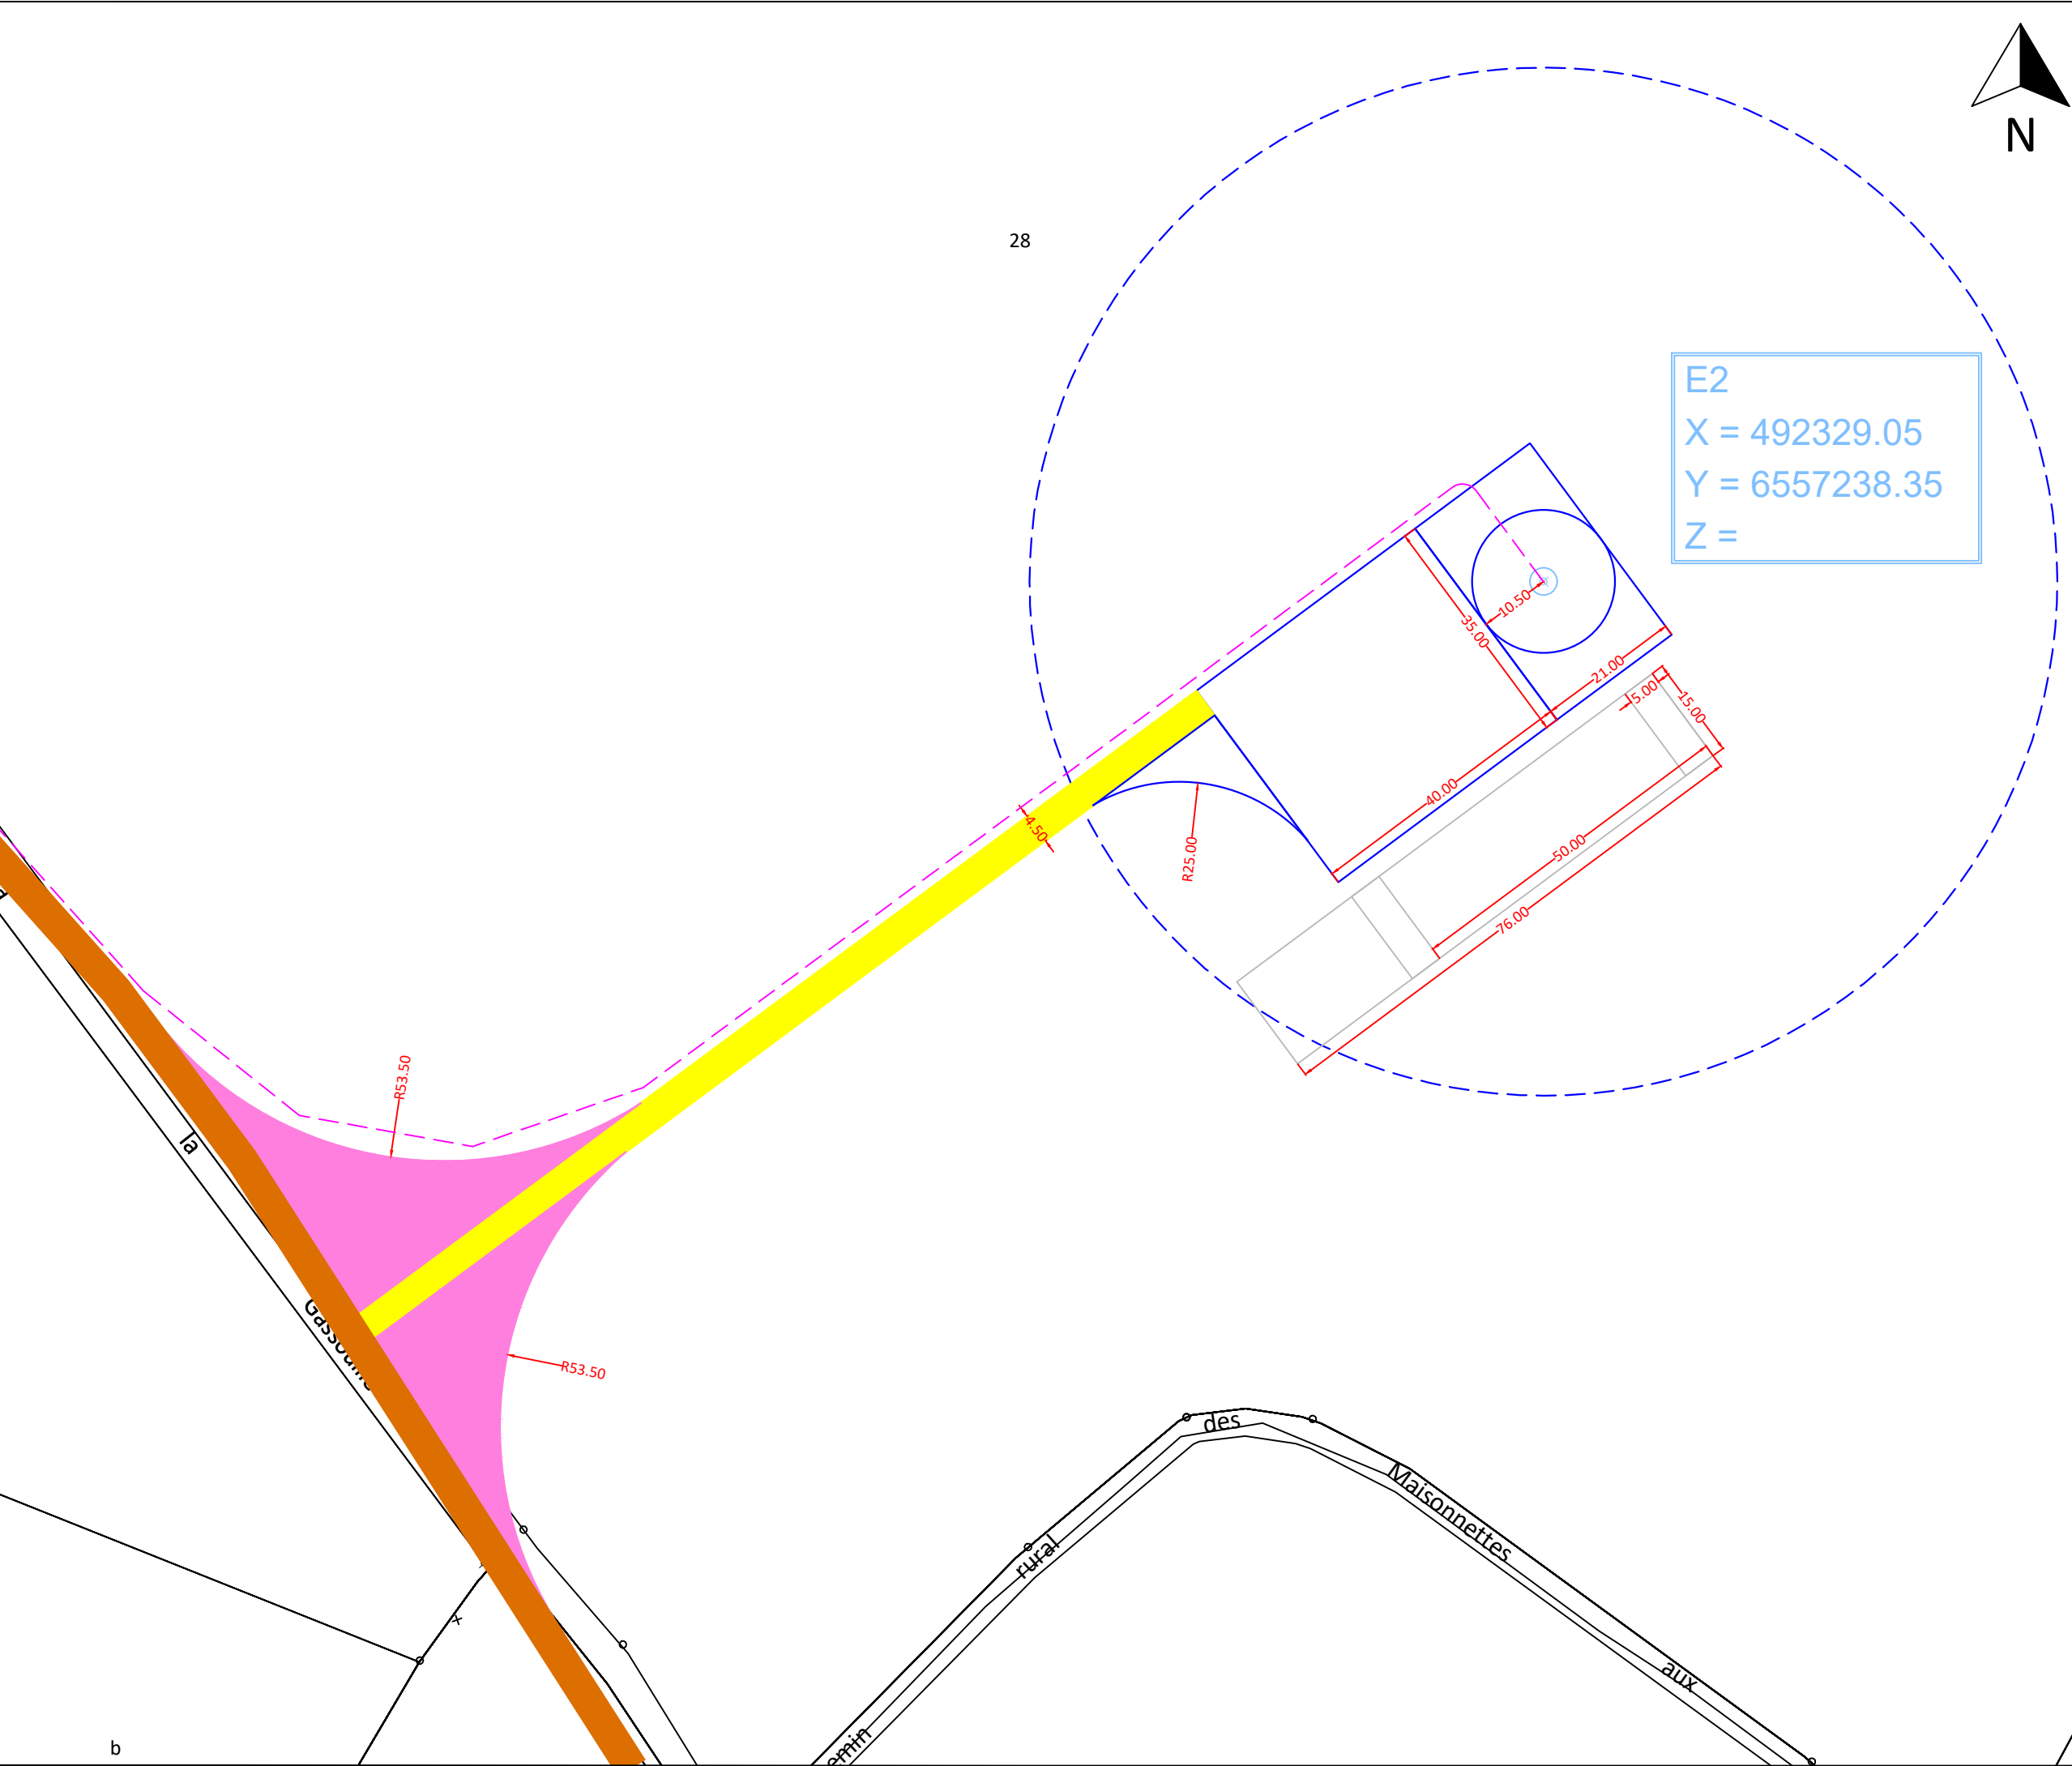 N
28
E2
X = 492329.05
Y = 6557238.35
Z =
10.50
35.00
21.00
5.00
15.00
40.00
4.50
R25.00
50.00
76.00
R53.50
la
R53.50
des
Maisonnettes
rural
aux
emin
b